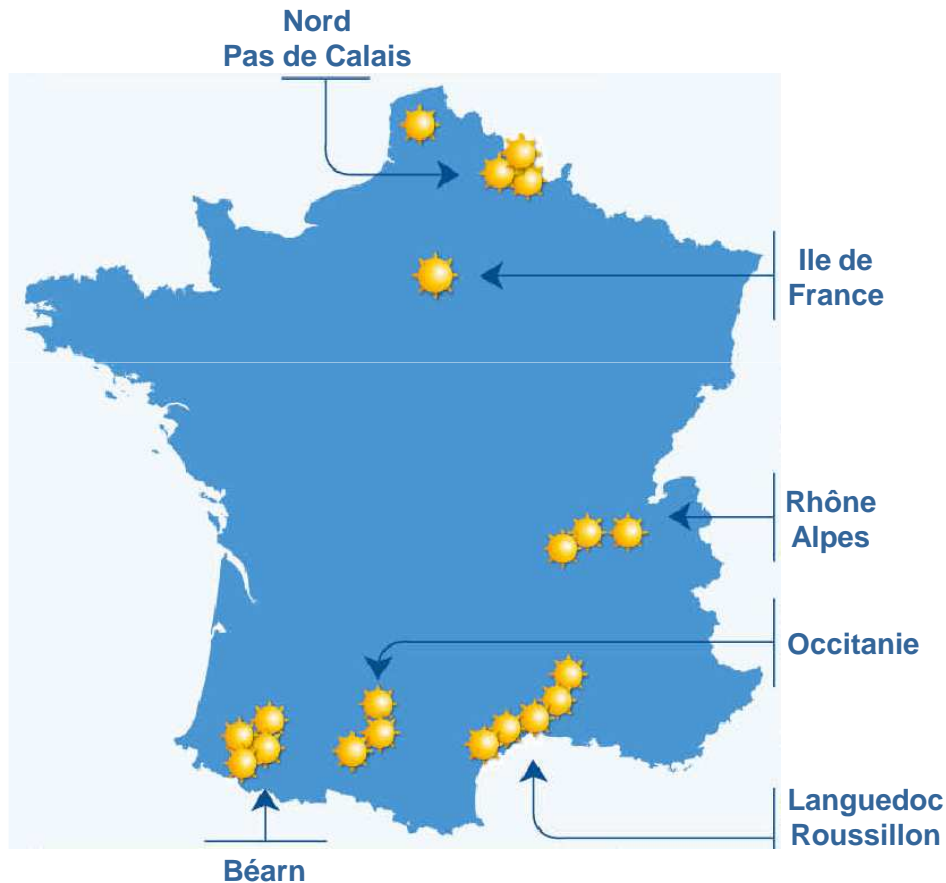 Nord
Pas de Calais
Ile de
France
Rhône
Alpes
Occitanie
Languedoc
Roussillon
Béarn